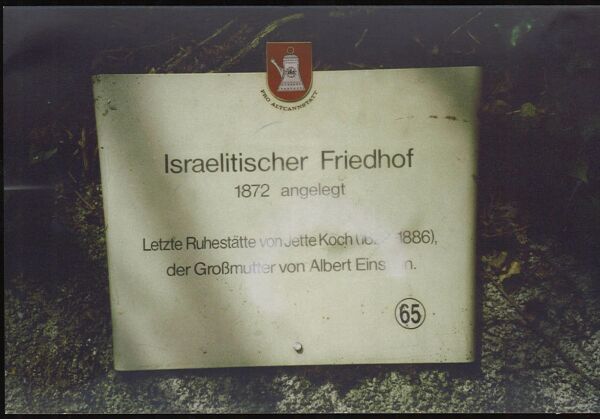 PRO ALTCANNSTATT
Israelitischer Friedhof
1872 angelegt
Letzte Ruhestätte von Jette Koch 1886),
der Großmutter von Albert
65